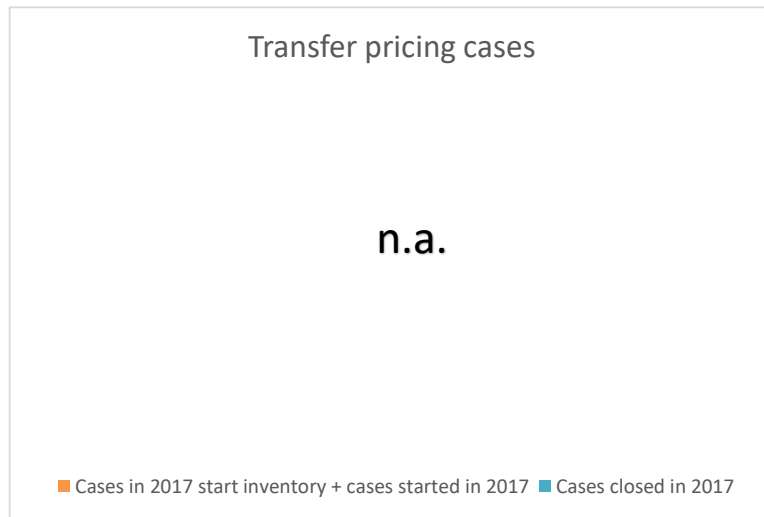 Transfer pricing cases
n.a.
Cases in 2017 start inventory + cases started in 2017 Cases closed in 2017